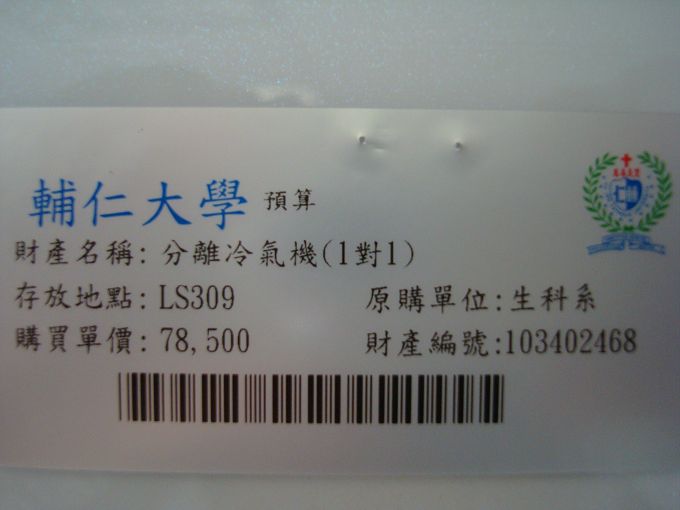 輔仁大學 預算
財產名稱: 分離冷氣機(1對1)
存放地點: LS309 原購單位:生科系
購買單價: 78,500 財產編號:103402468